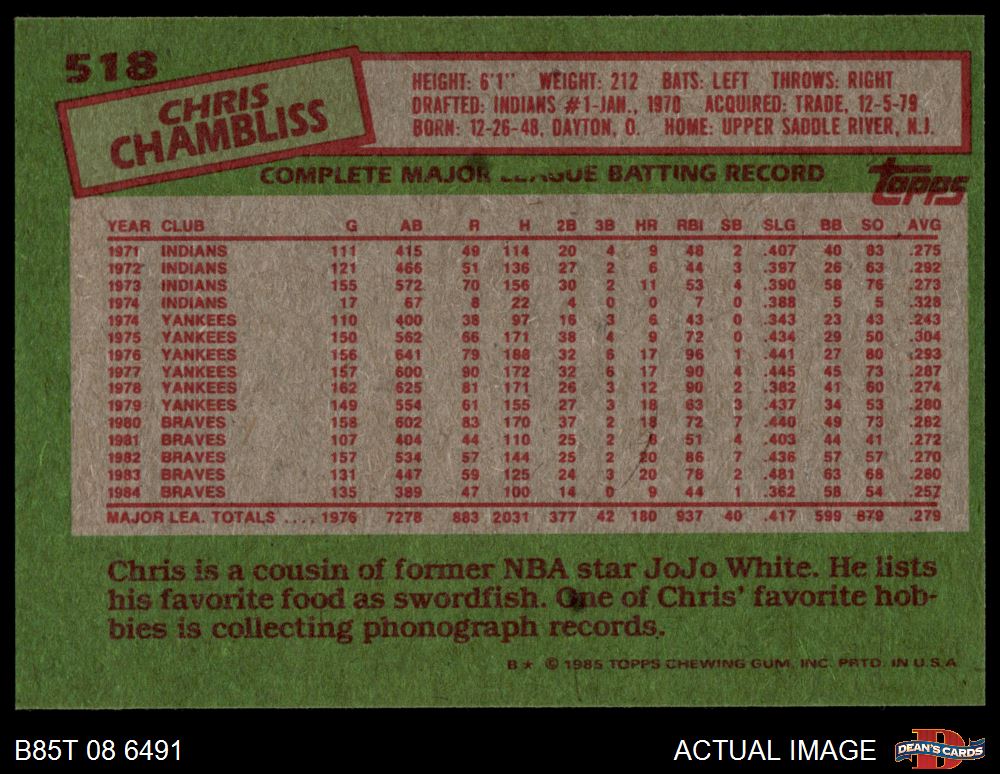 518
CHRIS
CHAMBLISS
HEIGHT: 6'1" WEIGHT: 212 BATS: LEFT THROWS: RIGHT
DRAFTED: INDIANS #1-JAN., 1970 ACQUIRED: TRADE, 12-5-79
BORN: 12-26-48, DAYTON, O. HOME: UPPER SADDLE RIVER, N.J.
COMPLETE MAJOR LEAGUE BATTING RECORD
Topps
YEAR CLUB G AB R H 2B 3B HR RBI SB SLG BB SO AVG
1971 INDIANS 111 415 49 114 20 4 9 48 2 .407 40 83 .275
1972 INDIANS 121 466 51 136 27 2 6 44 3 .397 26 63 .292
1973 INDIANS 155 572 70 156 30 2 11 53 4 .390 58 76 .273
1974 INDIANS 17 67 8 22 4 0 0 7 0 .388 5 5 .328
1974 YANKEES 110 400 38 97 16 3 6 43 0 .343 23 43 .243
1975 YANKEES 150 562 66 171 38 4 9 72 0 .434 29 50 .304
1976 YANKEES 156 641 79 188 32 6 17 96 1 .441 27 80 .293
1977 YANKEES 157 600 90 172 32 6 17 90 4 .445 45 73 .287
1978 YANKEES 162 625 81 171 26 3 12 90 2 .382 41 60 .274
1979 YANKEES 149 554 61 155 27 3 18 63 3 .437 34 53 .280
1980 BRAVES 158 602 83 170 37 2 18 72 7 .440 49 73 .282
1981 BRAVES 107 404 44 110 25 2 8 51 4 .403 44 41 .272
1982 BRAVES 157 534 57 144 25 2 20 86 7 .436 57 57 .270
1983 BRAVES 131 447 59 125 24 3 20 78 2 .481 63 68 .280
1984 BRAVES 135 389 47 100 14 0 9 44 1 .362 58 54 .257
MAJOR LEA. TOTALS .... 1976 7278 883 2031 377 42 180 937 40 .417 599 879 .279
Chris is a cousin of former NBA star JoJo White. He lists
his favorite food as swordfish. One of Chris' favorite hob-
bies is collecting phonograph records.
B★ © 1985 TOPPS CHEWING GUM, INC. PRTD. IN U.S.A.
B85T 08 6491
ACTUAL IMAGE
DEAN'S CARDS